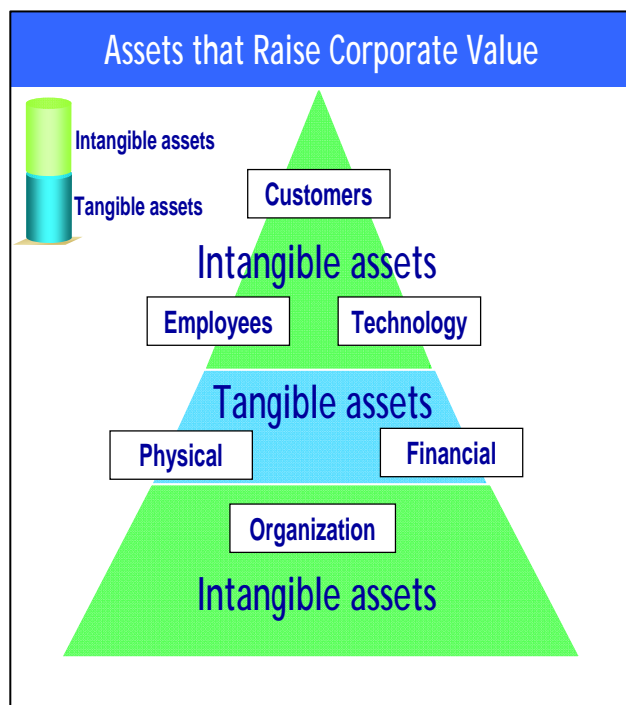 Assets that Raise Corporate Value
Intangible assets
Tangible assets
Customers
Intangible assets
Employees
Technology
Tangible assets
Physical
Financial
Organization
Intangible assets